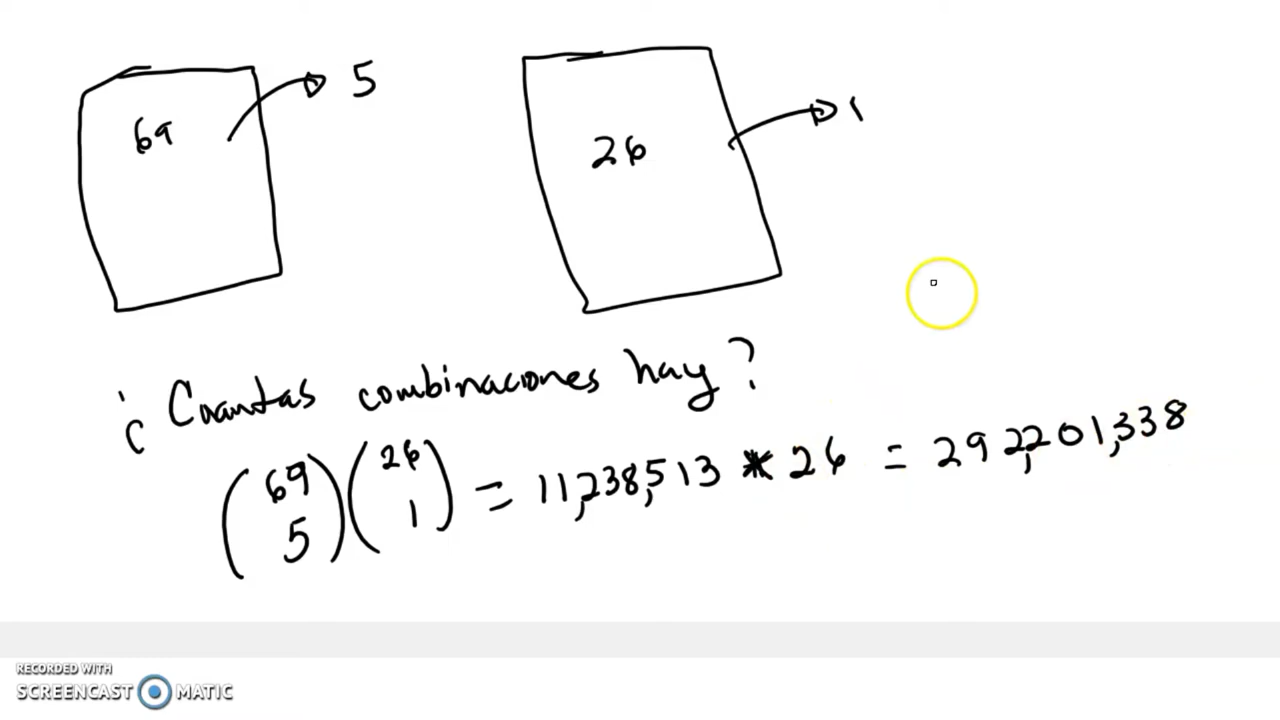 69 5 26 1
¿Cuantas combinaciones hay?
(69 5)(26 1) = 11,238,513 * 26 = 292,201,338
RECORDED WITH
SCREENCAST MATIC